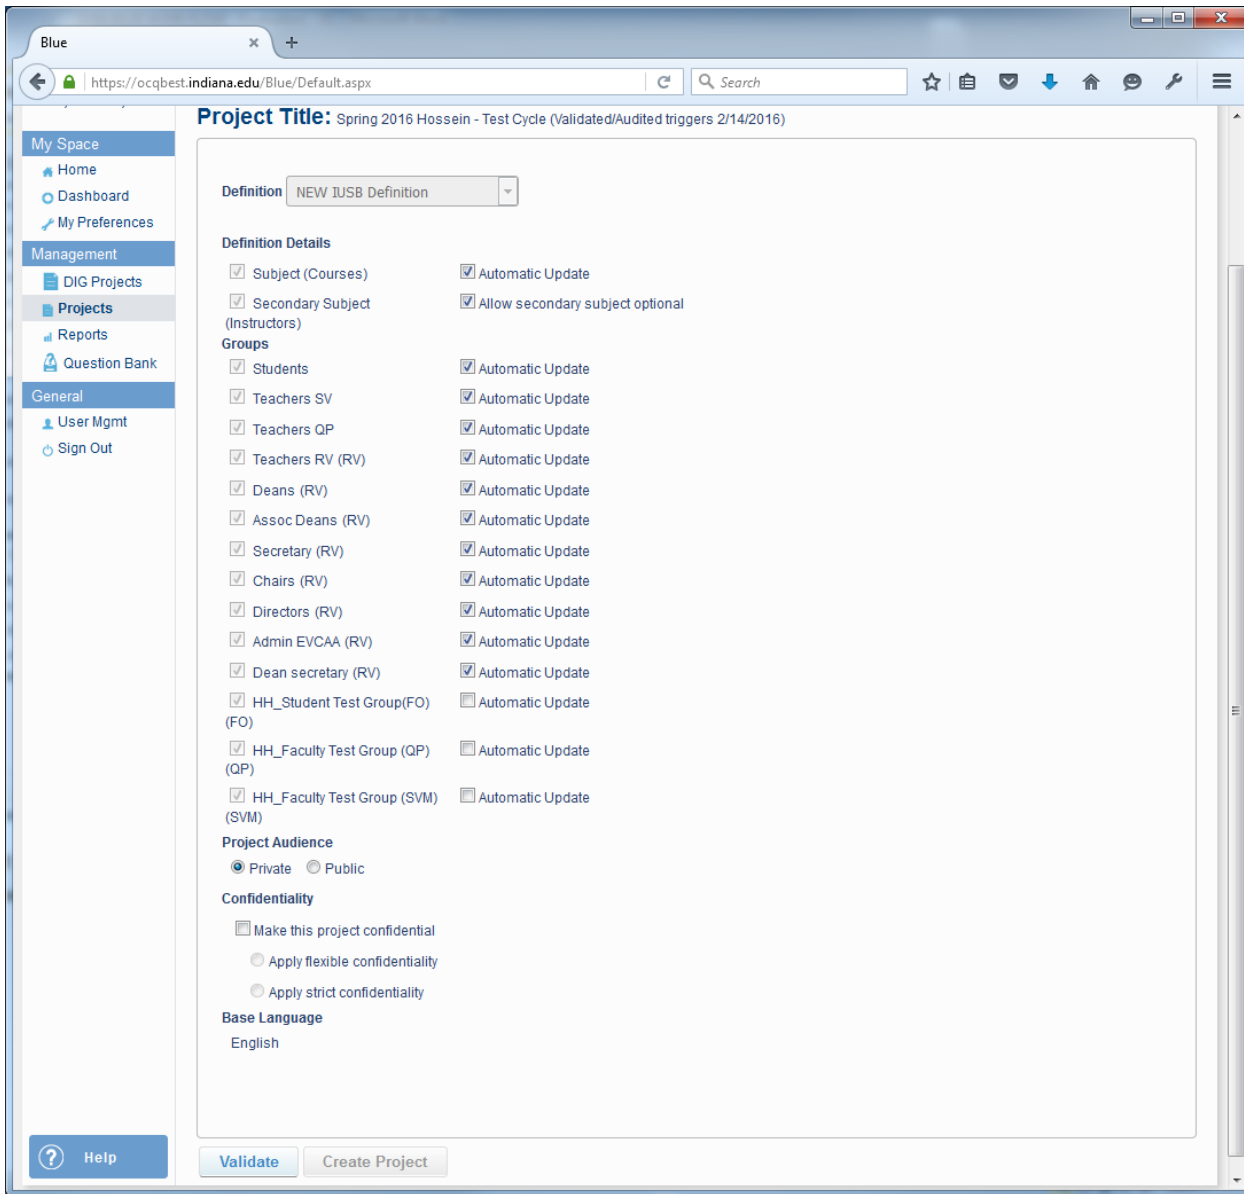 Blue
https://ocqbest.indiana.edu/Blue/Default.aspx
Search
Project Title: Spring 2016 Hossein - Test Cycle (Validated/Audited triggers 2/14/2016)
My Space
Home
Dashboard
My Preferences
Management
DIG Projects
Projects
Reports
Question Bank
General
User Mgmt
Sign Out
Help
Definition NEW IUSB Definition
Definition Details
Subject (Courses) Automatic Update
Secondary Subject Allow secondary subject optional
(Instructors)
Groups
Students Automatic Update
Teachers SV Automatic Update
Teachers QP Automatic Update
Teachers RV (RV) Automatic Update
Deans (RV) Automatic Update
Assoc Deans (RV) Automatic Update
Secretary (RV) Automatic Update
Chairs (RV) Automatic Update
Directors (RV) Automatic Update
Admin EVCAA (RV) Automatic Update
Dean secretary (RV) Automatic Update
HH_Student Test Group(FO) Automatic Update
(FO)
HH_Faculty Test Group (QP) Automatic Update
(QP)
HH_Faculty Test Group (SVM) Automatic Update
(SVM)
Project Audience
Private Public
Confidentiality
Make this project confidential
Apply flexible confidentiality
Apply strict confidentiality
Base Language
English
Validate Create Project